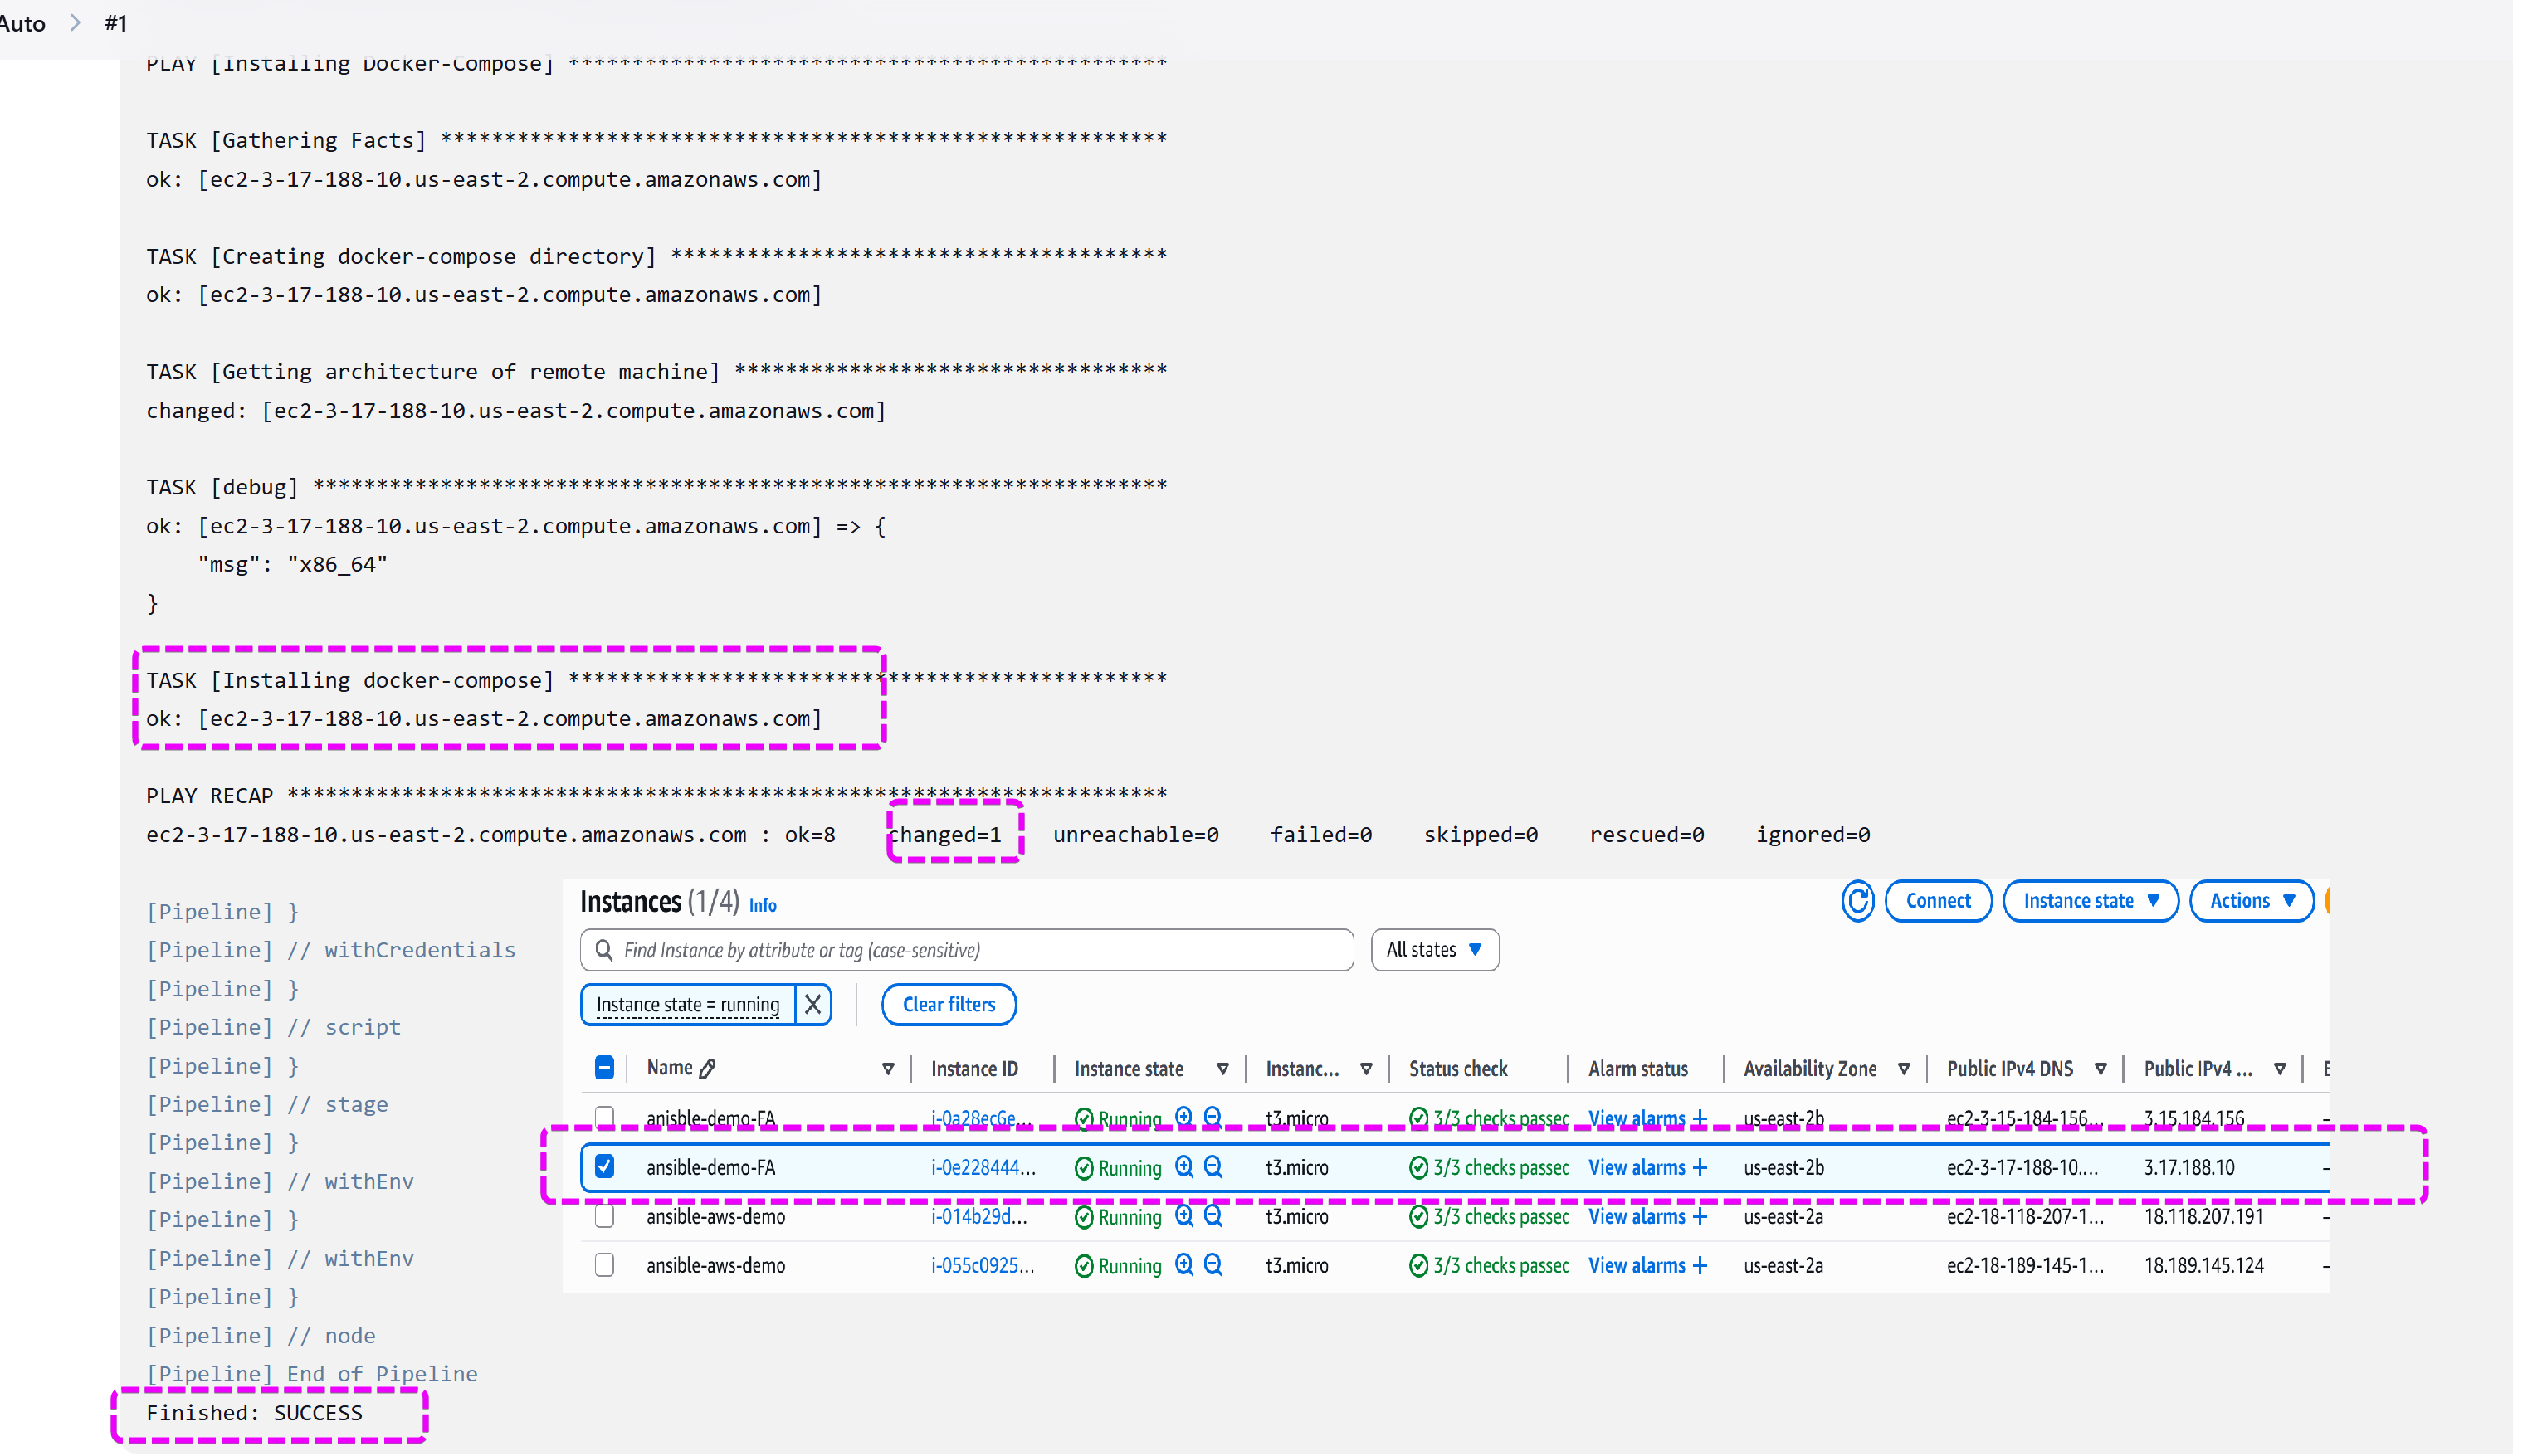 Auto > #1
PLAY [Installing Docker-Compose] ***********************************************
TASK [Gathering Facts] *********************************************************
ok: [ec2-3-17-188-10.us-east-2.compute.amazonaws.com]
TASK [Creating docker-compose directory] ***************************************
ok: [ec2-3-17-188-10.us-east-2.compute.amazonaws.com]
TASK [Getting architecture of remote machine] **********************************
changed: [ec2-3-17-188-10.us-east-2.compute.amazonaws.com]
TASK [debug] *******************************************************************
ok: [ec2-3-17-188-10.us-east-2.compute.amazonaws.com] => {
"msg": "x86_64"
}
TASK [Installing docker-compose] ***********************************************
ok: [ec2-3-17-188-10.us-east-2.compute.amazonaws.com]
PLAY RECAP *********************************************************************
ec2-3-17-188-10.us-east-2.compute.amazonaws.com : ok=8 changed=1 unreachable=0 failed=0 skipped=0 rescued=0 ignored=0
[Pipeline] }
[Pipeline] // withCredentials
[Pipeline] }
[Pipeline] // script
[Pipeline] }
[Pipeline] // stage
[Pipeline] }
[Pipeline] // withEnv
[Pipeline] }
[Pipeline] // withEnv
[Pipeline] }
[Pipeline] // node
[Pipeline] End of Pipeline
Finished: SUCCESS
Instances (1/4) Info Connect Instance state Actions
Find Instance by attribute or tag (case-sensitive) All states
Instance state = running Clear filters
Name Instance ID Instance state Instanc... Status check Alarm status Availability Zone Public IPv4 DNS Public IPv4 ...
anisble-demo-FA i-0a28ec6e... Running t3.micro 3/3 checks passec View alarms + us-east-2b ec2-3-15-184-156... 3.15.184.156 –
ansible-demo-FA i-0e228444... Running t3.micro 3/3 checks passec View alarms + us-east-2b ec2-3-17-188-10.... 3.17.188.10 –
ansible-aws-demo i-014b29d... Running t3.micro 3/3 checks passec View alarms + us-east-2a ec2-18-118-207-1... 18.118.207.191 –
ansible-aws-demo i-055c0925... Running t3.micro 3/3 checks passec View alarms + us-east-2a ec2-18-189-145-1... 18.189.145.124 –